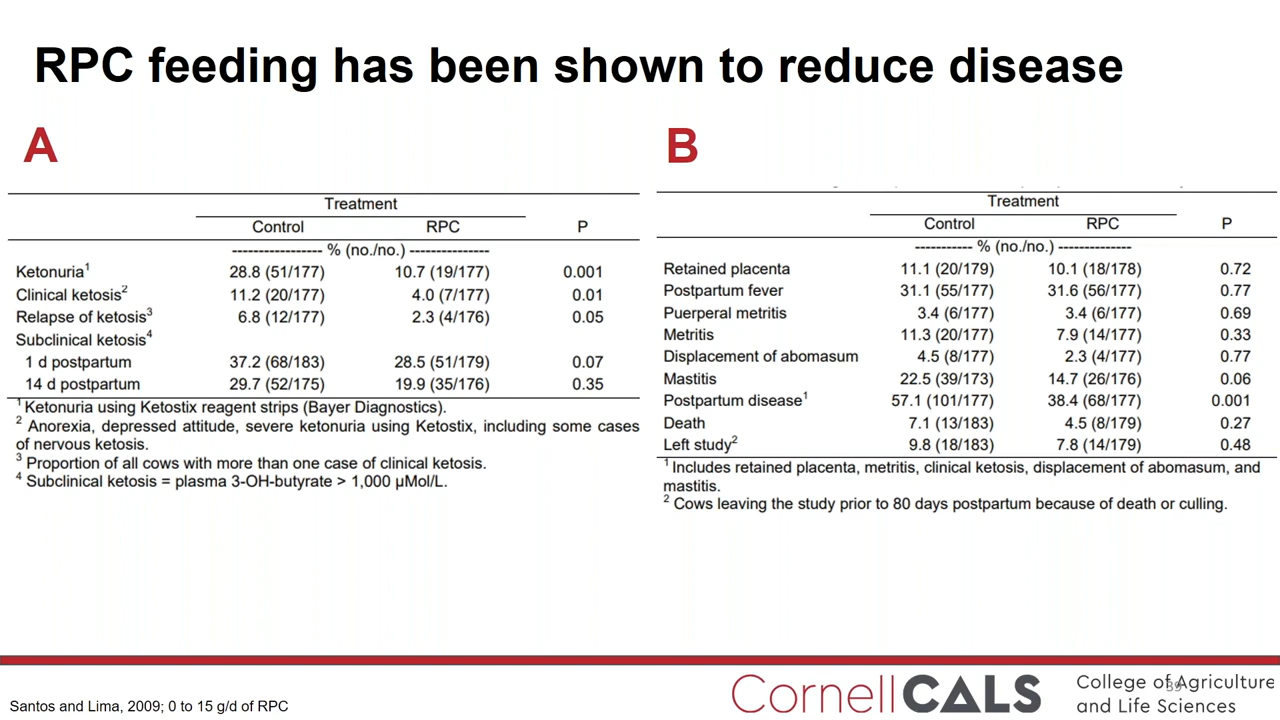 RPC feeding has been shown to reduce disease
A
Treatment
Control RPC P
----------------- % (no./no.) ---------------
Ketonuria¹ 28.8 (51/177) 10.7 (19/177) 0.001
Clinical ketosis² 11.2 (20/177) 4.0 (7/177) 0.01
Relapse of ketosis³ 6.8 (12/177) 2.3 (4/176) 0.05
Subclinical ketosis⁴
1 d postpartum 37.2 (68/183) 28.5 (51/179) 0.07
14 d postpartum 29.7 (52/175) 19.9 (35/176) 0.35
¹ Ketonuria using Ketostix reagent strips (Bayer Diagnostics).
² Anorexia, depressed attitude, severe ketonuria using Ketostix, including some cases
of nervous ketosis.
³ Proportion of all cows with more than one case of clinical ketosis.
⁴ Subclinical ketosis = plasma 3-OH-butyrate > 1,000 µMol/L.
B
Treatment
Control RPC P
----------- % (no./no.) --------------
Retained placenta 11.1 (20/179) 10.1 (18/178) 0.72
Postpartum fever 31.1 (55/177) 31.6 (56/177) 0.77
Puerperal metritis 3.4 (6/177) 3.4 (6/177) 0.69
Metritis 11.3 (20/177) 7.9 (14/177) 0.33
Displacement of abomasum 4.5 (8/177) 2.3 (4/177) 0.77
Mastitis 22.5 (39/173) 14.7 (26/176) 0.06
Postpartum disease¹ 57.1 (101/177) 38.4 (68/177) 0.001
Death 7.1 (13/183) 4.5 (8/179) 0.27
Left study² 9.8 (18/183) 7.8 (14/179) 0.48
¹ Includes retained placenta, metritis, clinical ketosis, displacement of abomasum, and
mastitis.
² Cows leaving the study prior to 80 days postpartum because of death or culling.
Santos and Lima, 2009; 0 to 15 g/d of RPC
CornellCALS
College of Agriculture
and Life Sciences
39